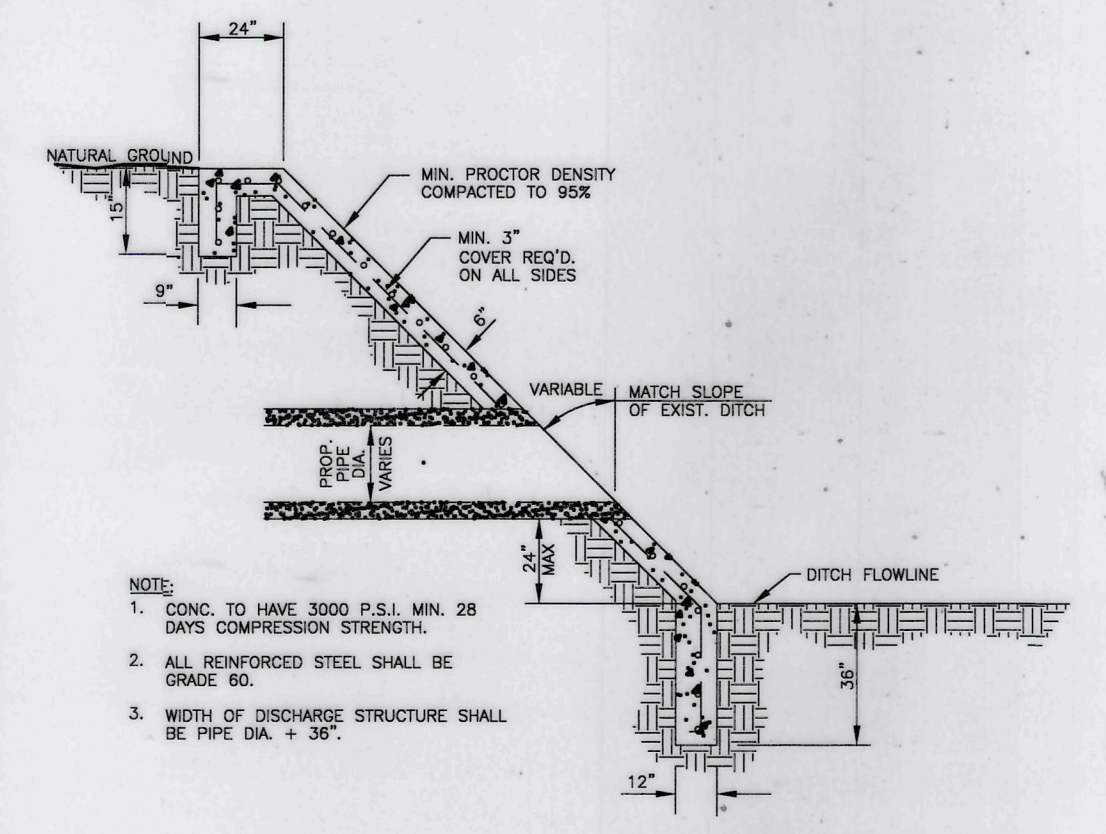 24"
NATURAL GROUND
MIN. PROCTOR DENSITY
COMPACTED TO 95%
15"
MIN. 3"
COVER REQ'D.
ON ALL SIDES
9"
6"
VARIABLE
MATCH SLOPE
OF EXIST. DITCH
PROP.
PIPE
DIA.
VARIES
24"
MAX
DITCH FLOWLINE
NOTE:
1. CONC. TO HAVE 3000 P.S.I. MIN. 28
DAYS COMPRESSION STRENGTH.
2. ALL REINFORCED STEEL SHALL BE
GRADE 60.
3. WIDTH OF DISCHARGE STRUCTURE SHALL
BE PIPE DIA. + 36".
36"
12"